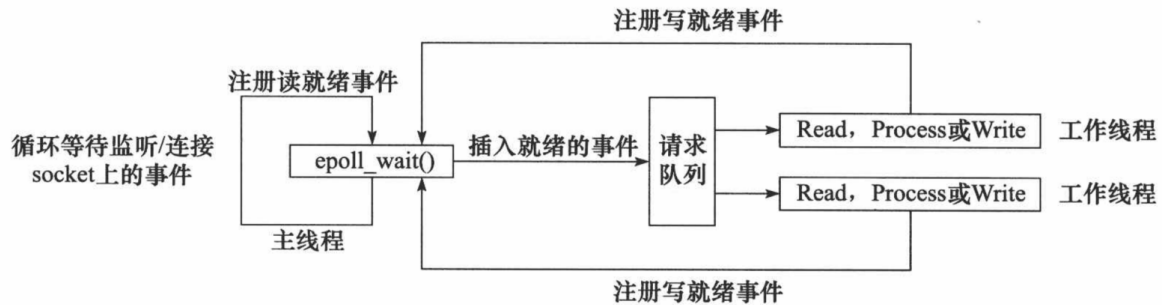 注册写就绪事件
注册读就绪事件
循环等待监听/连接
socket上的事件
epoll_wait()
插入就绪的事件
请求
队列
Read，Process或Write
工作线程
Read，Process或Write
工作线程
主线程
注册写就绪事件